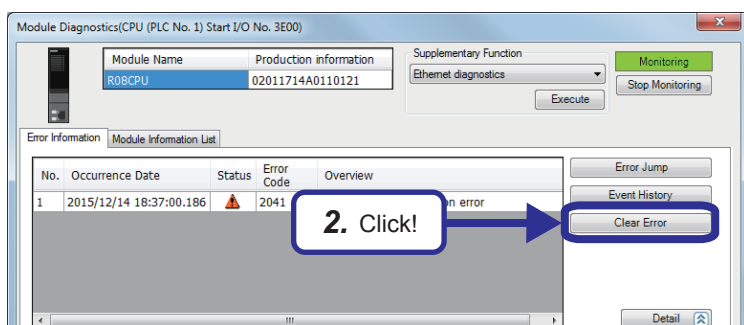 Module Diagnostics(CPU (PLC No. 1) Start I/O No. 3E00)
Module Name Production information
R08CPU 02011714A0110121
Supplementary Function
Ethernet diagnostics
Execute
Monitoring
Stop Monitoring
Error Information Module Information List
No. Occurrence Date Status Error Code Overview
1 2015/12/14 18:37:00.186 2041 error
2. Click!
Error Jump
Event History
Clear Error
Detail